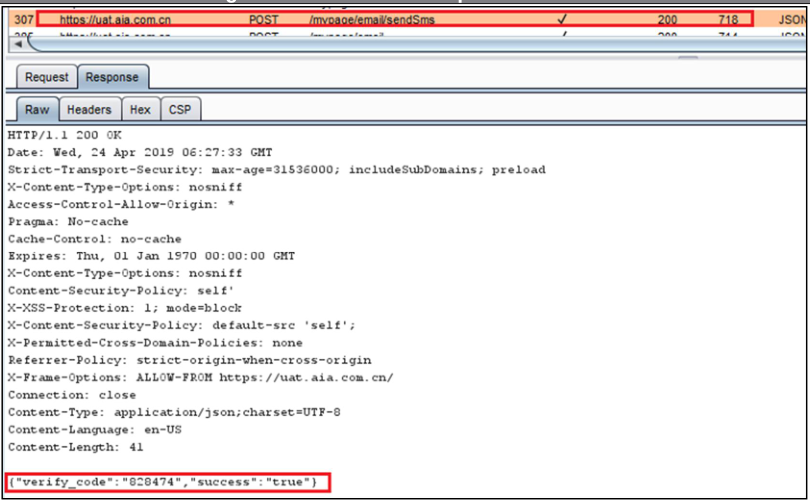 307 https://uat.aia.com.cn POST /mypage/email/sendSms ✓ 200 718 JSON
Request Response
Raw Headers Hex CSP
HTTP/1.1 200 OK
Date: Wed, 24 Apr 2019 06:27:33 GMT
Strict-Transport-Security: max-age=31536000; includeSubDomains; preload
X-Content-Type-Options: nosniff
Access-Control-Allow-Origin: *
Pragma: No-cache
Cache-Control: no-cache
Expires: Thu, 01 Jan 1970 00:00:00 GMT
X-Content-Type-Options: nosniff
Content-Security-Policy: self'
X-XSS-Protection: 1; mode=block
X-Content-Security-Policy: default-src 'self';
X-Permitted-Cross-Domain-Policies: none
Referrer-Policy: strict-origin-when-cross-origin
X-Frame-Options: ALLOW-FROM https://uat.aia.com.cn/
Connection: close
Content-Type: application/json;charset=UTF-8
Content-Language: en-US
Content-Length: 41
{"verify_code":"828474","success":"true"}